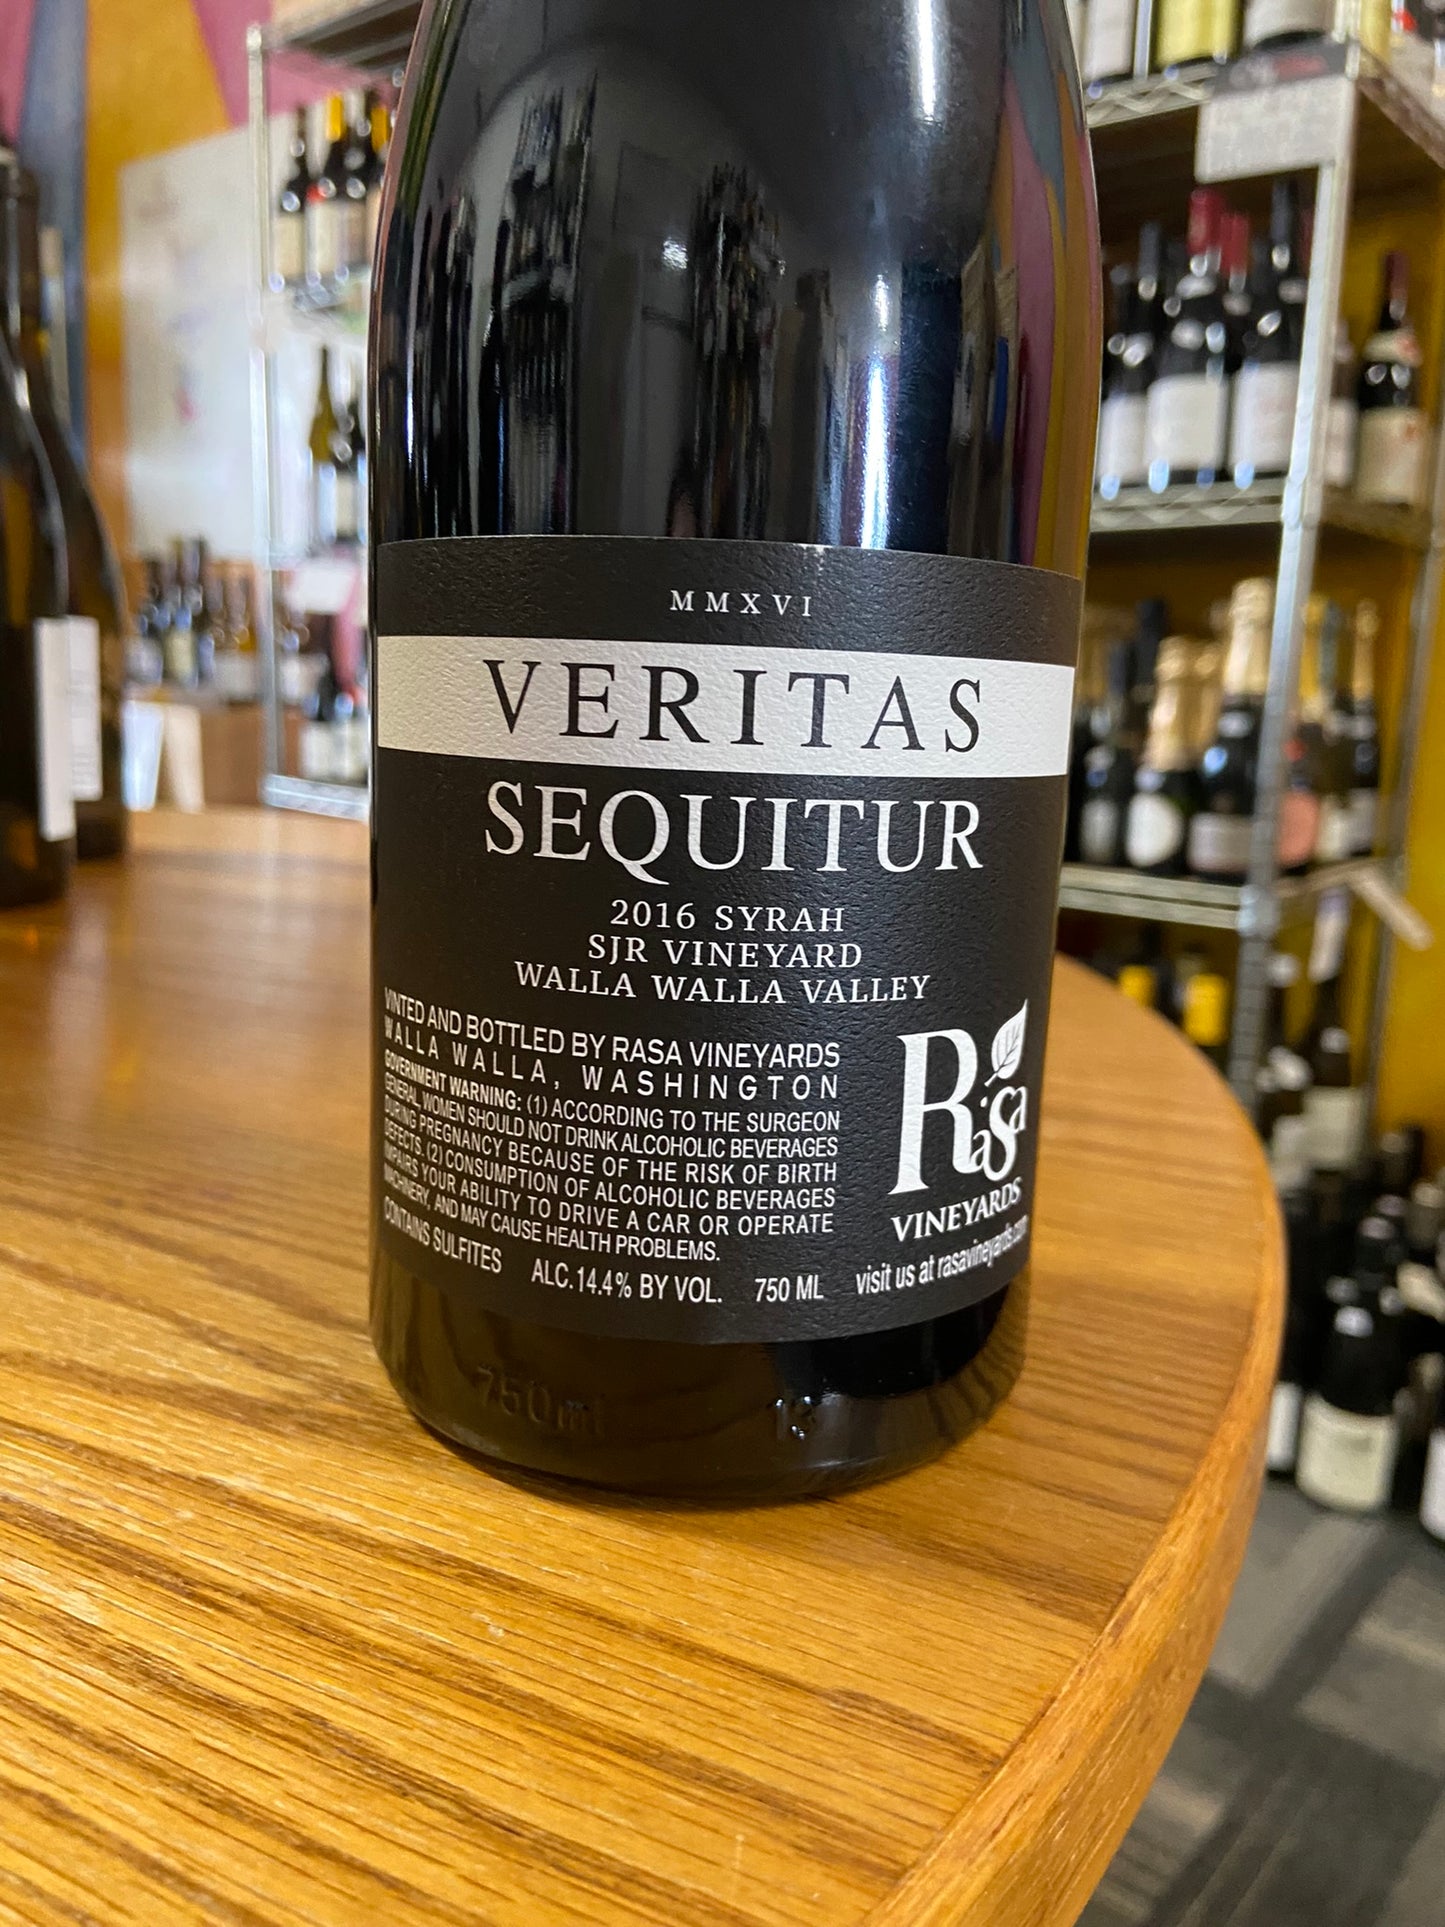 MMXVI
VERITAS
SEQUITUR
2016 SYRAH
SJR VINEYARD
WALLA WALLA VALLEY
VINTED AND BOTTLED BY RASA VINEYARDS
WALLA WALLA, WASHINGTON
GOVERNMENT WARNING: (1) ACCORDING TO THE SURGEON
GENERAL, WOMEN SHOULD NOT DRINK ALCOHOLIC BEVERAGES
DURING PREGNANCY BECAUSE OF THE RISK OF BIRTH
DEFECTS. (2) CONSUMPTION OF ALCOHOLIC BEVERAGES
IMPAIRS YOUR ABILITY TO DRIVE A CAR OR OPERATE
MACHINERY, AND MAY CAUSE HEALTH PROBLEMS.
CONTAINS SULFITES ALC.14.4% BY VOL. 750 ML
RaSa
VINEYARDS
visit us at rasavineyards.com
750ml 13